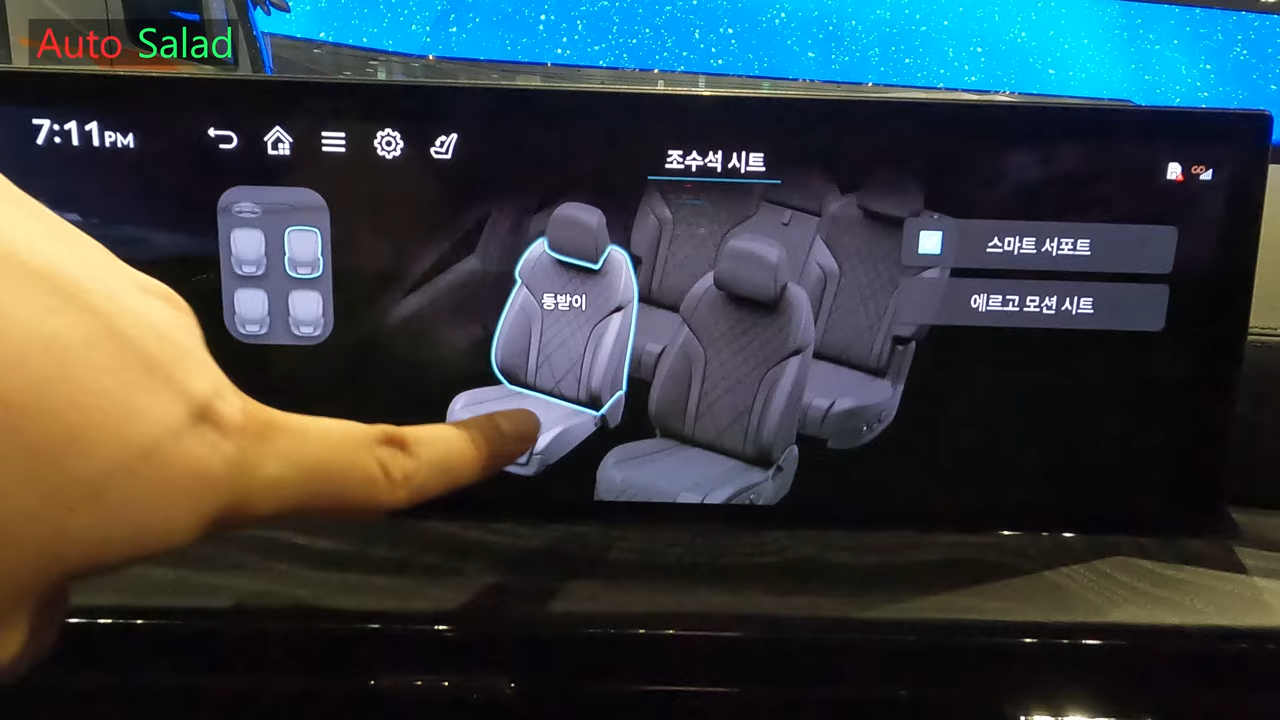 Auto Salad
7:11PM
조수석 시트
스마트 서포트
등받이
에르고 모션 시트